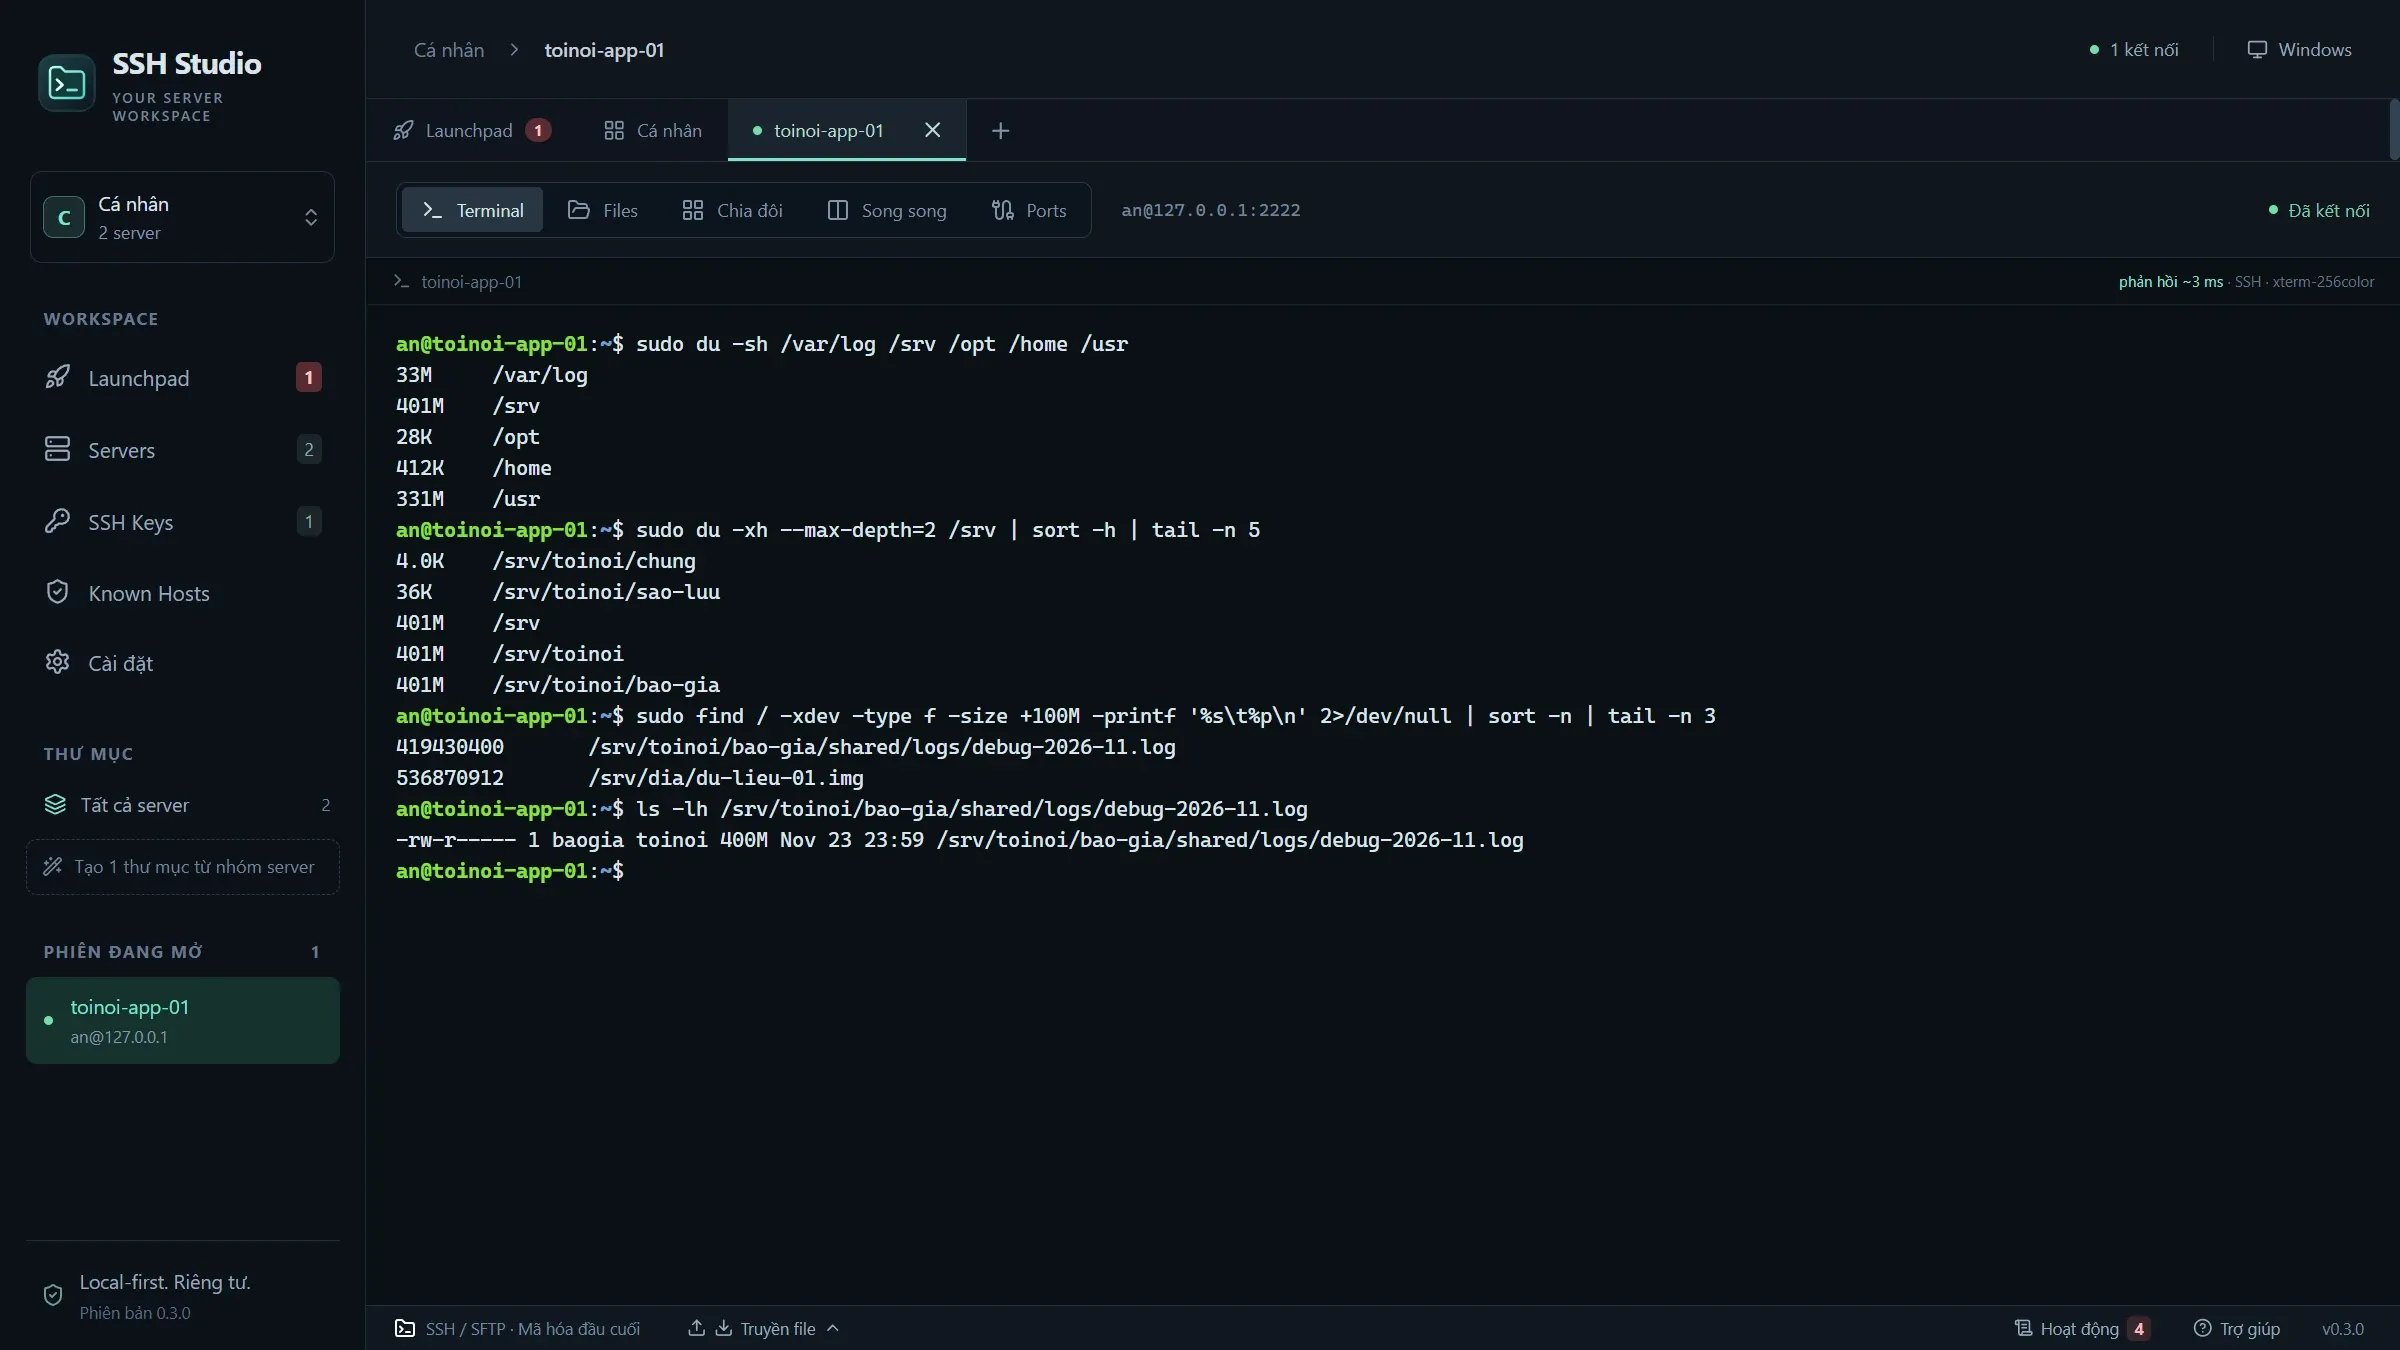 SSH Studio
YOUR SERVER
WORKSPACE
C
Cá nhân
2 server
WORKSPACE
Launchpad 1
Servers 2
SSH Keys 1
Known Hosts
Cài đặt
THƯ MỤC
Tất cả server 2
Tạo 1 thư mục từ nhóm server
PHIÊN ĐANG MỞ 1
toinoi-app-01
an@127.0.0.1
Local-first. Riêng tư.
Phiên bản 0.3.0
Cá nhân > toinoi-app-01
1 kết nối
Windows
Launchpad 1
Cá nhân
toinoi-app-01
Terminal
Files
Chia đôi
Song song
Ports
an@127.0.0.1:2222
Đã kết nối
toinoi-app-01
phản hồi ~3 ms · SSH · xterm-256color
an@toinoi-app-01:~$ sudo du -sh /var/log /srv /opt /home /usr
33M /var/log
401M /srv
28K /opt
412K /home
331M /usr
an@toinoi-app-01:~$ sudo du -xh --max-depth=2 /srv | sort -h | tail -n 5
4.0K /srv/toinoi/chung
36K /srv/toinoi/sao-luu
401M /srv
401M /srv/toinoi
401M /srv/toinoi/bao-gia
an@toinoi-app-01:~$ sudo find / -xdev -type f -size +100M -printf '%s\t%p\n' 2>/dev/null | sort -n | tail -n 3
419430400 /srv/toinoi/bao-gia/shared/logs/debug-2026-11.log
536870912 /srv/dia/du-lieu-01.img
an@toinoi-app-01:~$ ls -lh /srv/toinoi/bao-gia/shared/logs/debug-2026-11.log
-rw-r----- 1 baogia toinoi 400M Nov 23 23:59 /srv/toinoi/bao-gia/shared/logs/debug-2026-11.log
an@toinoi-app-01:~$
SSH / SFTP · Mã hóa đầu cuối
Truyền file
Hoạt động 4
Trợ giúp
v0.3.0